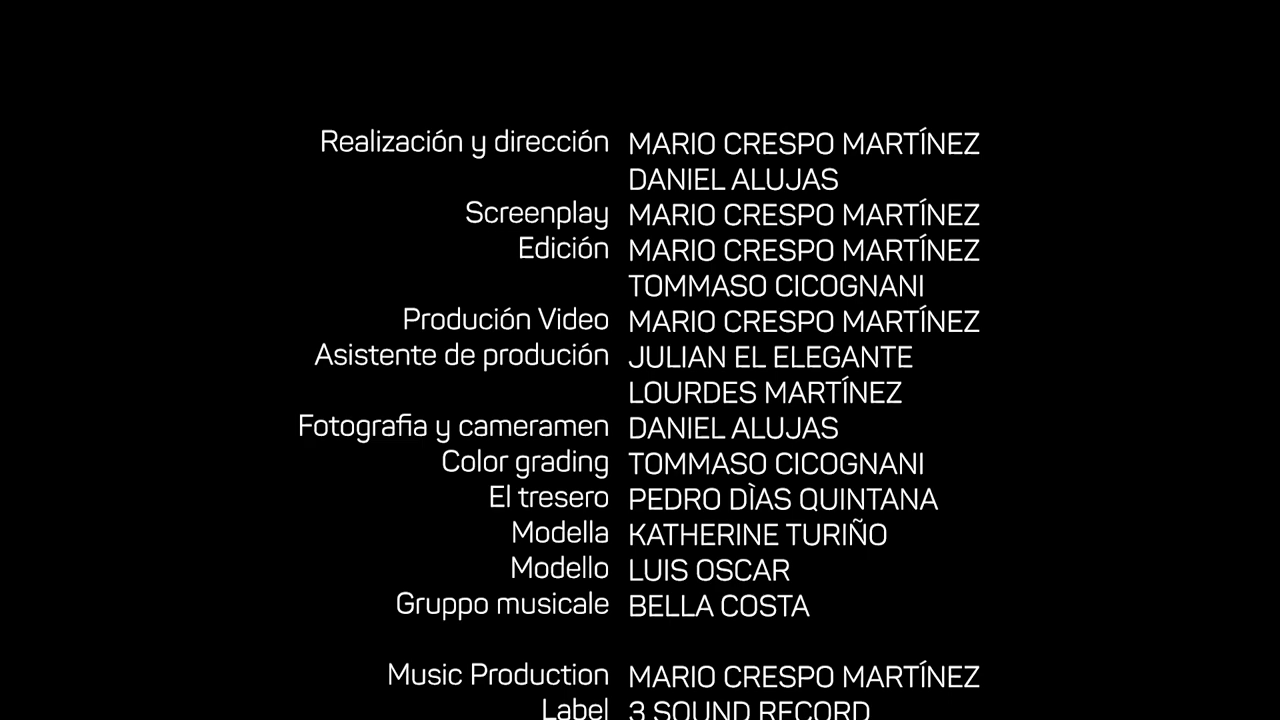 Realización y dirección MARIO CRESPO MARTÍNEZ
DANIEL ALUJAS
Screenplay MARIO CRESPO MARTÍNEZ
Edición MARIO CRESPO MARTÍNEZ
TOMMASO CICOGNANI
Produción Video MARIO CRESPO MARTÍNEZ
Asistente de produción JULIAN EL ELEGANTE
LOURDES MARTÍNEZ
Fotografia y cameramen DANIEL ALUJAS
Color grading TOMMASO CICOGNANI
El tresero PEDRO DÌAS QUINTANA
Modella KATHERINE TURIÑO
Modello LUIS OSCAR
Gruppo musicale BELLA COSTA
Music Production MARIO CRESPO MARTÍNEZ
Label 3 SOUND RECORD